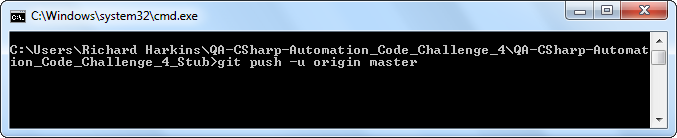 C:\Windows\system32\cmd.exe
C:\Users\Richard Harkins\QA-CSharp-Automation_Code_Challenge_4\QA-CSharp-Automat
ion_Code_Challenge_4_Stub>git push -u origin master